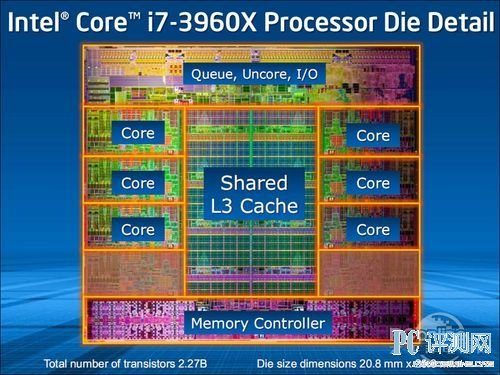 Intel® Core™ i7-3960X Processor Die Detail
Queue, Uncore, I/O
Core
Core
Core
Shared
L3 Cache
Core
Core
Core
Memory Controller
Total number of transistors 2.27B
Die size dimensions 20.8 mm x
PC评测网